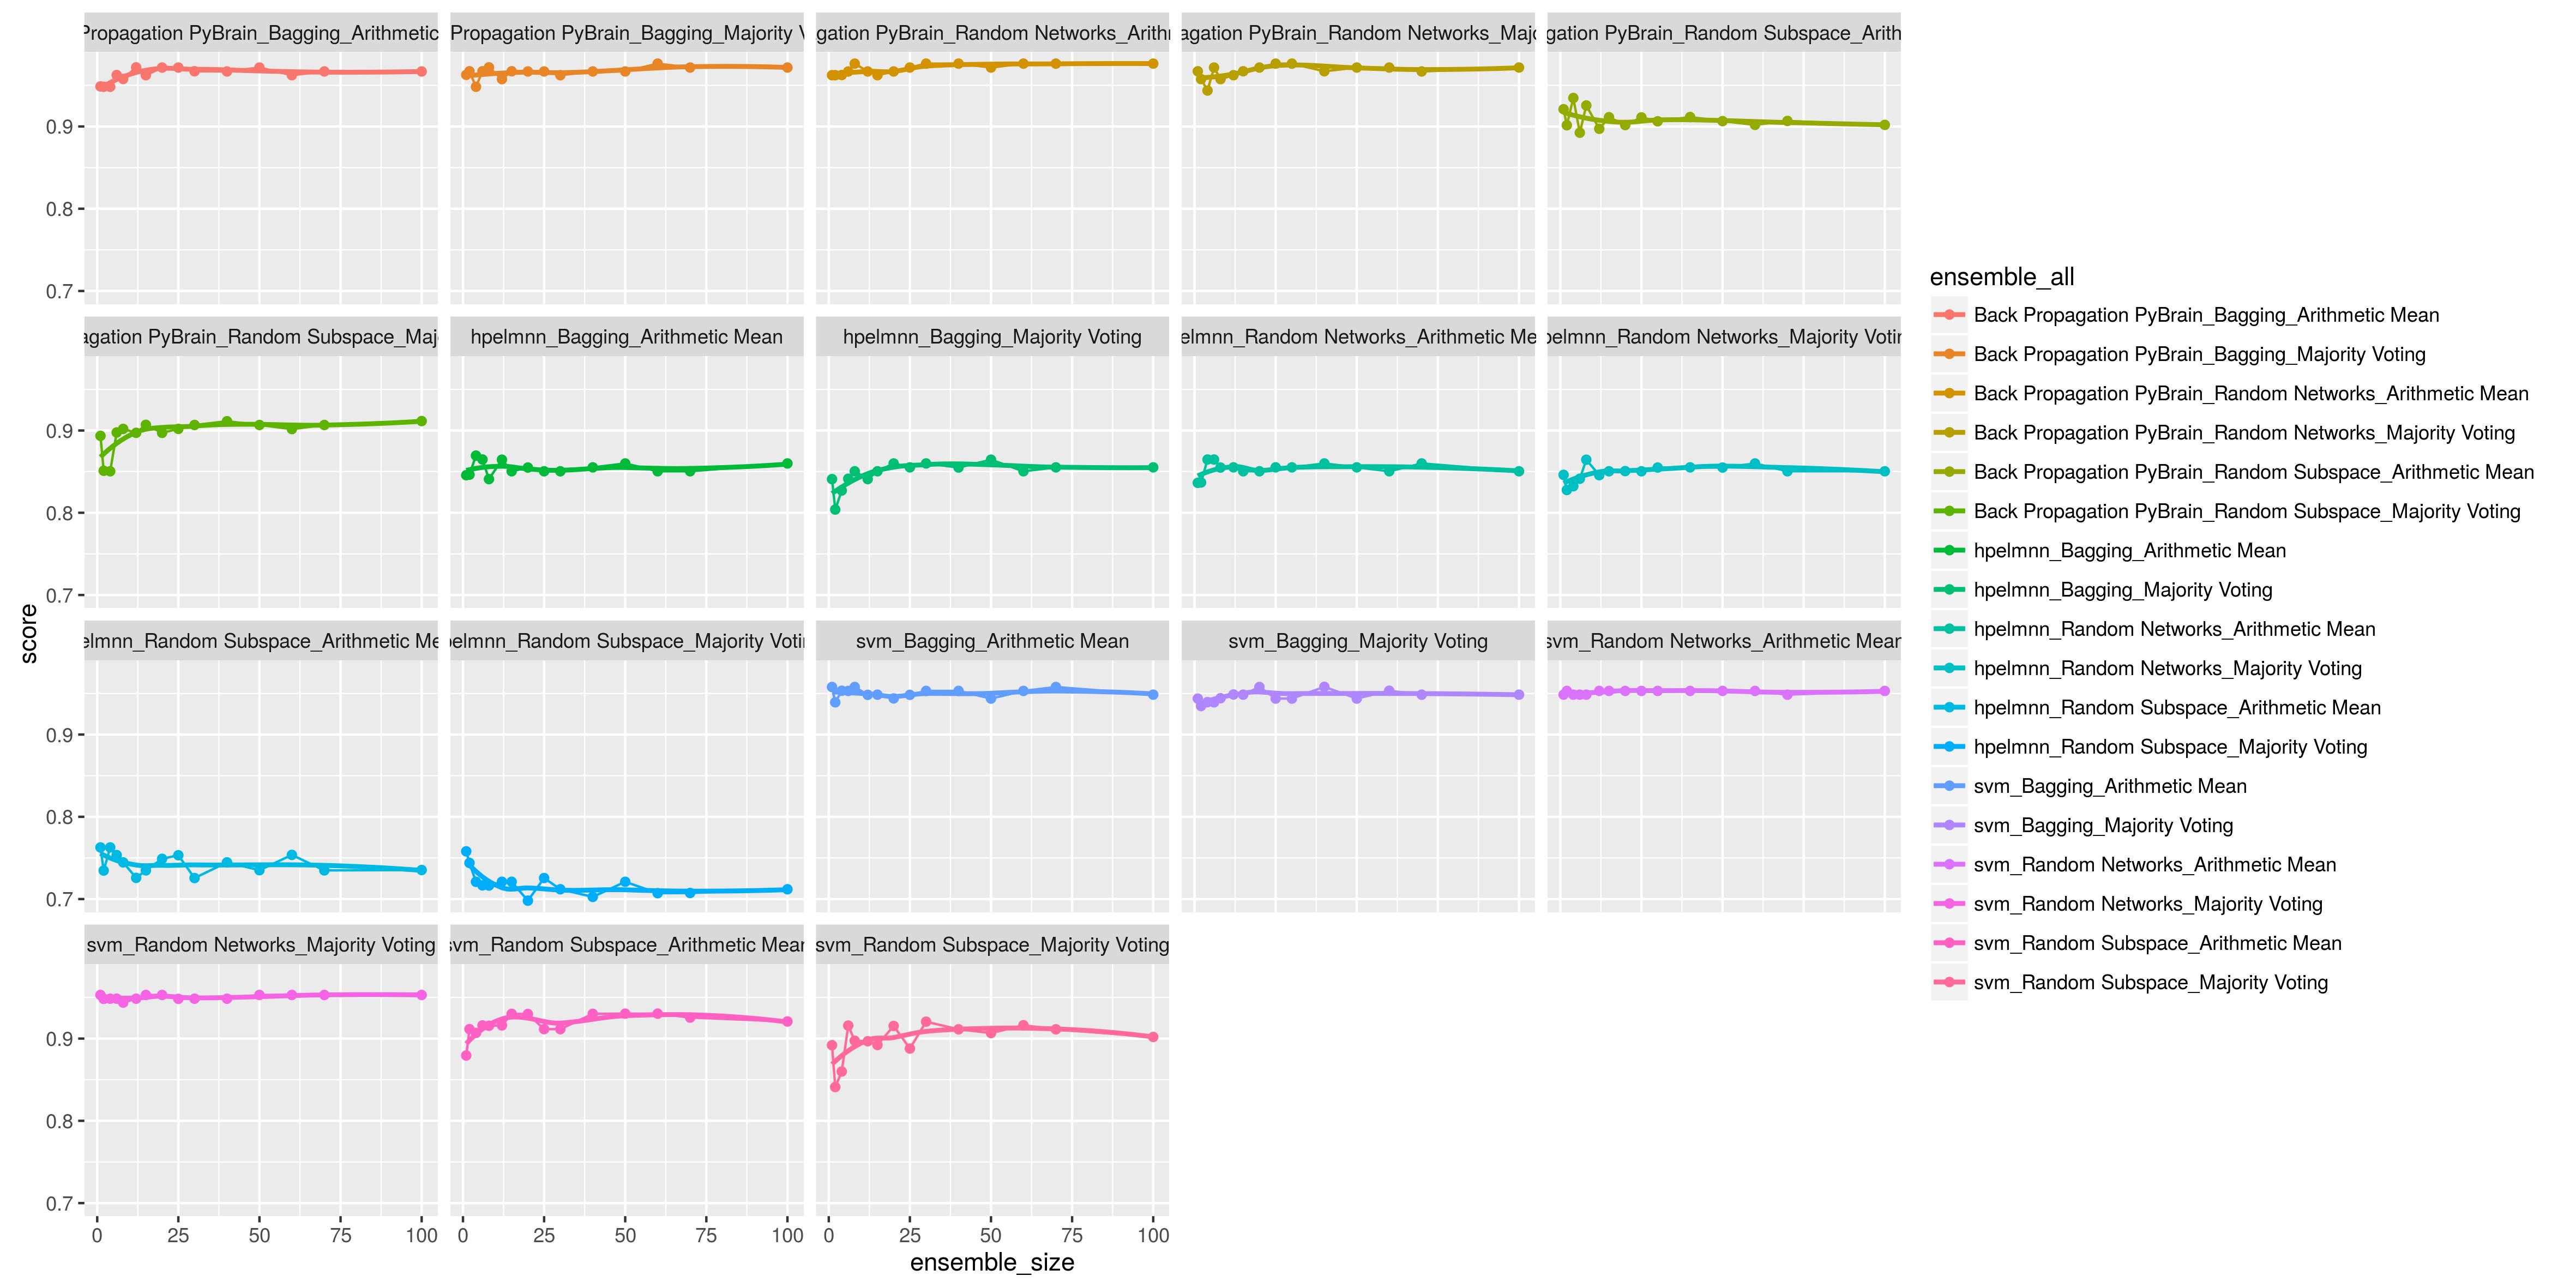 Propagation PyBrain_Bagging_Arithmetic
Propagation PyBrain_Bagging_Majority V
gation PyBrain_Random Networks_Arith
agation PyBrain_Random Networks_Majo
gation PyBrain_Random Subspace_Arith
0.9
0.8
0.7
agation PyBrain_Random Subspace_Maj
hpelmnn_Bagging_Arithmetic Mean
hpelmnn_Bagging_Majority Voting
elmnn_Random Networks_Arithmetic Me
pelmnn_Random Networks_Majority Votin
0.9
0.8
0.7
elmnn_Random Subspace_Arithmetic Me
pelmnn_Random Subspace_Majority Votin
svm_Bagging_Arithmetic Mean
svm_Bagging_Majority Voting
svm_Random Networks_Arithmetic Mean
0.9
0.8
0.7
svm_Random Networks_Majority Voting
svm_Random Subspace_Arithmetic Mean
svm_Random Subspace_Majority Voting
0.9
0.8
0.7
0 25 50 75 100
0 25 50 75 100
0 25 50 75 100
ensemble_size
score
ensemble_all
Back Propagation PyBrain_Bagging_Arithmetic Mean
Back Propagation PyBrain_Bagging_Majority Voting
Back Propagation PyBrain_Random Networks_Arithmetic Mean
Back Propagation PyBrain_Random Networks_Majority Voting
Back Propagation PyBrain_Random Subspace_Arithmetic Mean
Back Propagation PyBrain_Random Subspace_Majority Voting
hpelmnn_Bagging_Arithmetic Mean
hpelmnn_Bagging_Majority Voting
hpelmnn_Random Networks_Arithmetic Mean
hpelmnn_Random Networks_Majority Voting
hpelmnn_Random Subspace_Arithmetic Mean
hpelmnn_Random Subspace_Majority Voting
svm_Bagging_Arithmetic Mean
svm_Bagging_Majority Voting
svm_Random Networks_Arithmetic Mean
svm_Random Networks_Majority Voting
svm_Random Subspace_Arithmetic Mean
svm_Random Subspace_Majority Voting